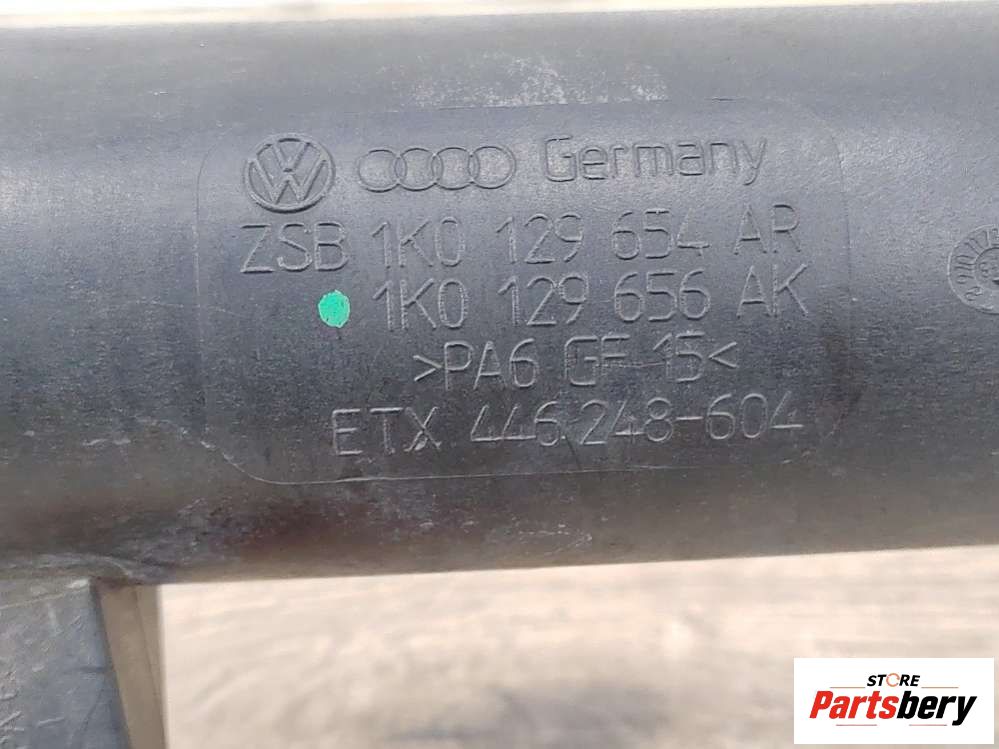 VW Germany
ZSB 1K0 129 654 AR
1K0 129 656 AK
>PA6 GF 15<
ETX 446.248-604
STORE
Partsbery